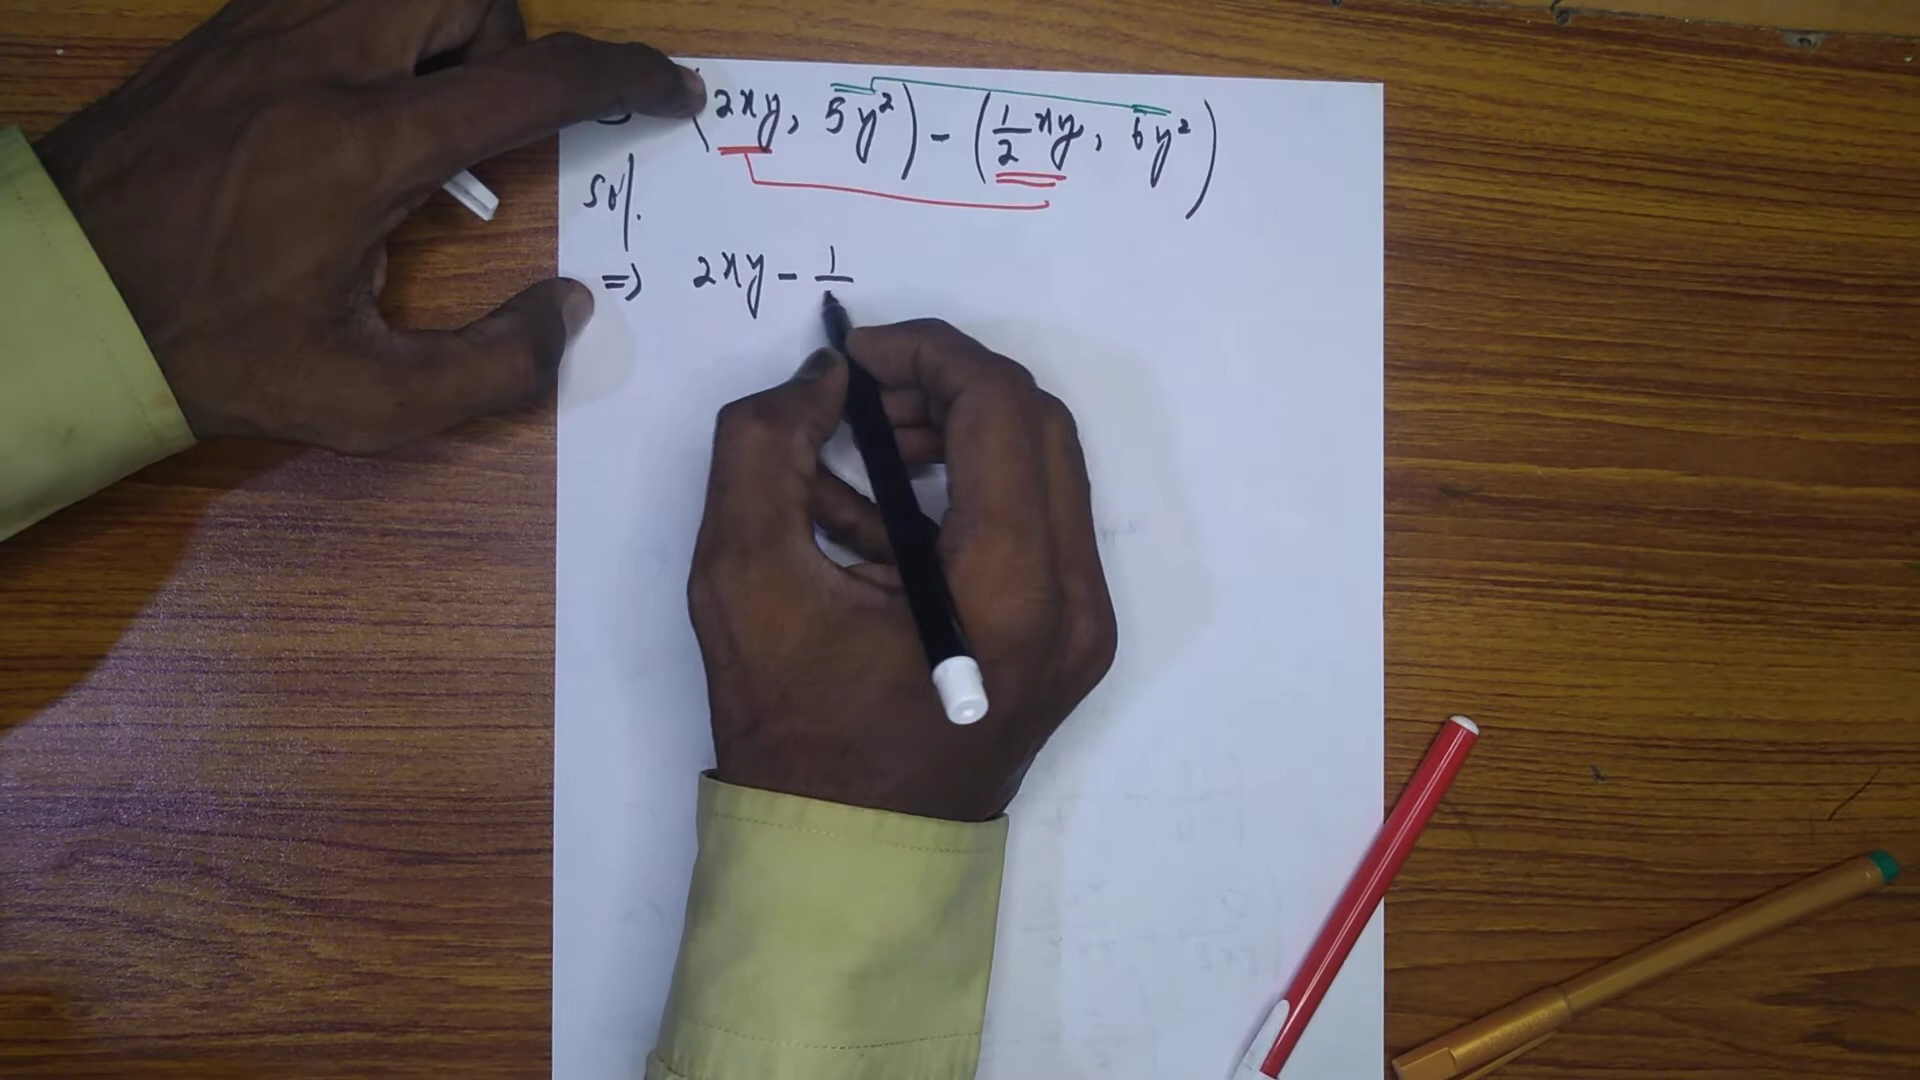 (2xy, 5y²) - (1/2 xy, 6y²)
Sol.
=) 2xy - 1/